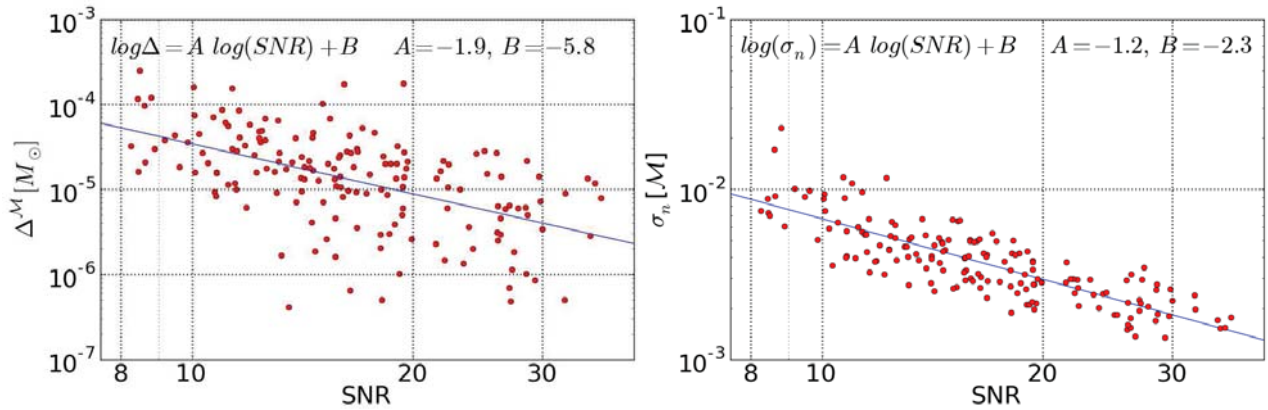 10⁻³
10⁻⁴
10⁻⁵
10⁻⁶
10⁻⁷
Δ^ℳ [M_⊙]
logΔ = A log(SNR) + B A = −1.9, B = −5.8
8 10 20 30
SNR
10⁻¹
10⁻²
10⁻³
σ_n [ℳ]
log(σ_n) = A log(SNR) + B A = −1.2, B = −2.3
8 10 20 30
SNR